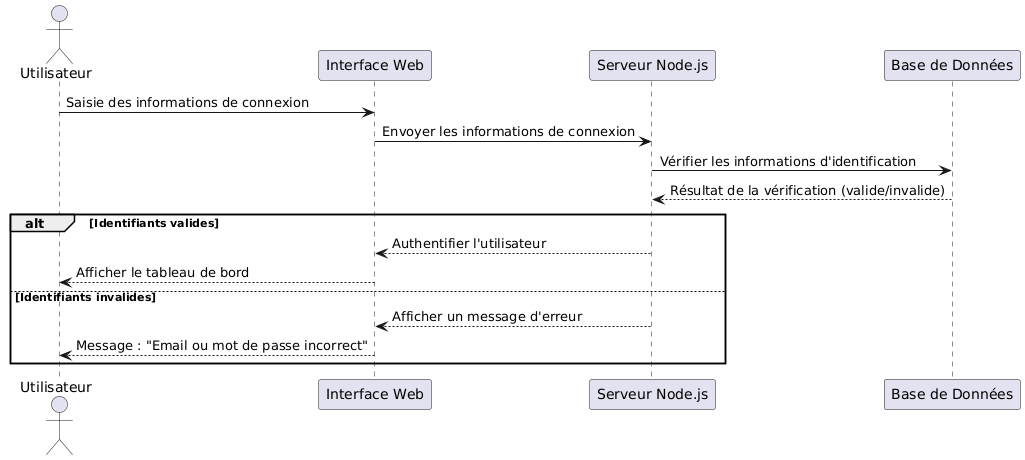 Utilisateur
Interface Web
Serveur Node.js
Base de Données
Saisie des informations de connexion
Envoyer les informations de connexion
Vérifier les informations d'identification
Résultat de la vérification (valide/invalide)
alt [Identifiants valides]
Authentifier l'utilisateur
Afficher le tableau de bord
[Identifiants invalides]
Afficher un message d'erreur
Message : "Email ou mot de passe incorrect"
Utilisateur
Interface Web
Serveur Node.js
Base de Données